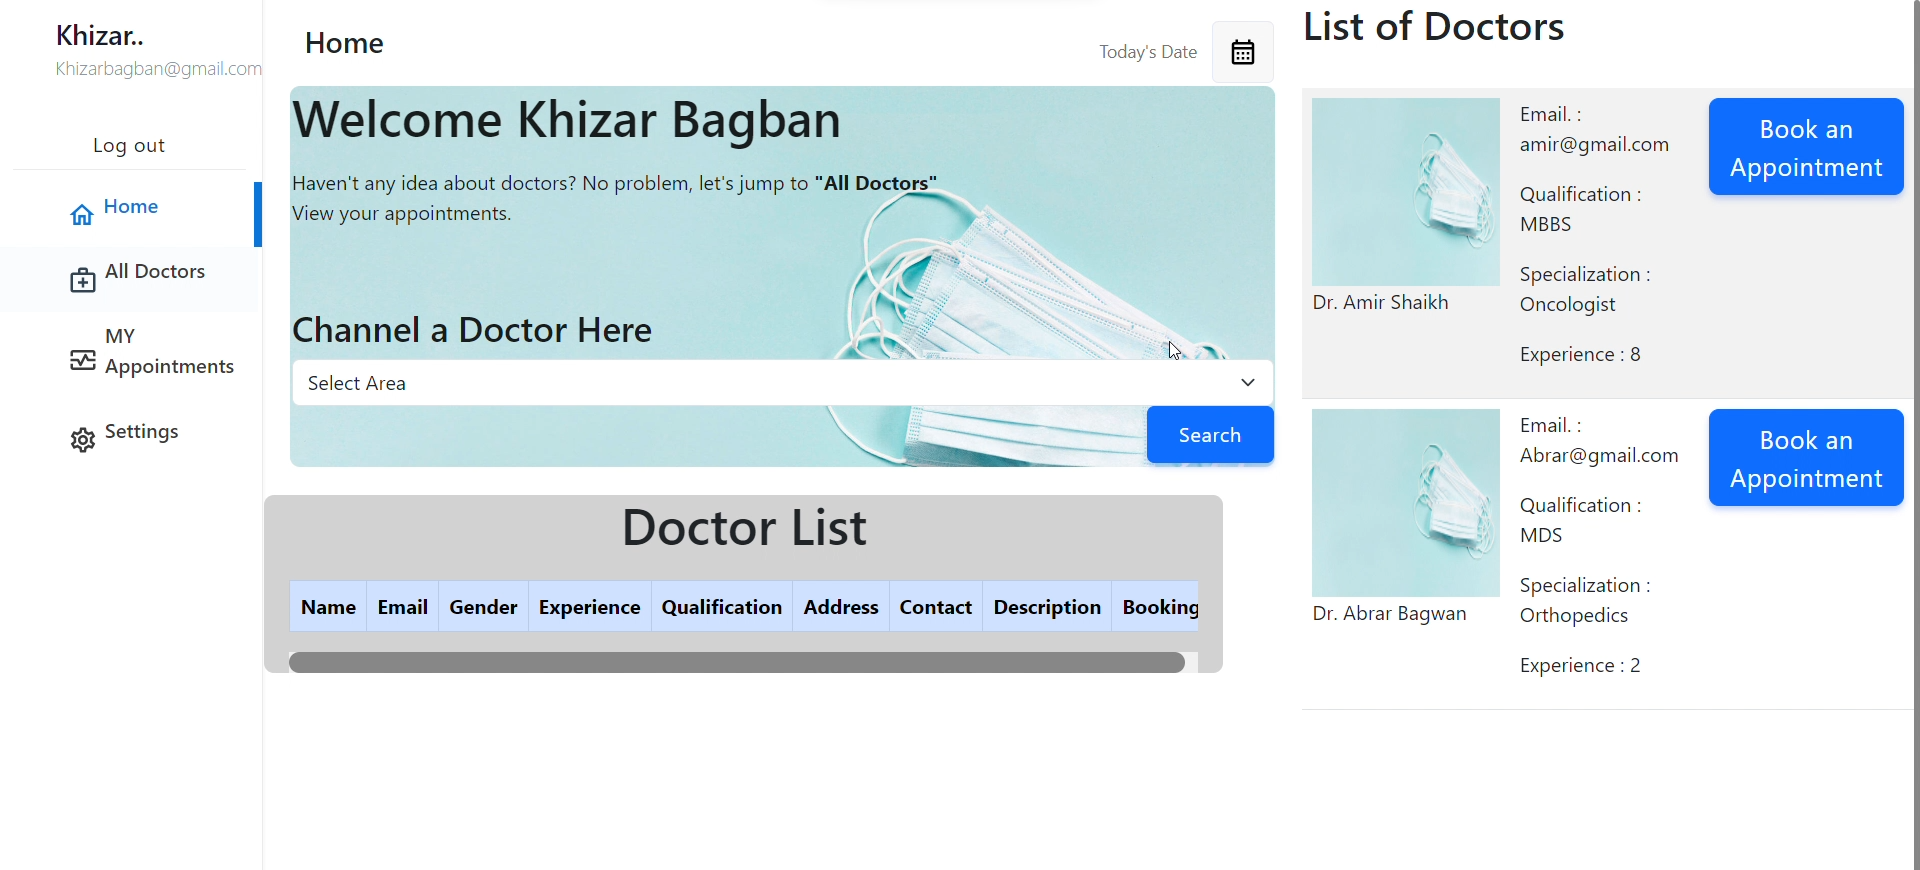 Khizar..
Khizarbagban@gmail.com
Log out
Home
All Doctors
MY
Appointments
Settings
Home
Today's Date
Welcome Khizar Bagban
Haven't any idea about doctors? No problem, let's jump to "All Doctors"
View your appointments.
Channel a Doctor Here
Select Area
Search
Doctor List
Name Email Gender Experience Qualification Address Contact Description Booking
List of Doctors
Dr. Amir Shaikh
Email. :
amir@gmail.com
Qualification :
MBBS
Specialization :
Oncologist
Experience : 8
Book an
Appointment
Dr. Abrar Bagwan
Email. :
Abrar@gmail.com
Qualification :
MDS
Specialization :
Orthopedics
Experience : 2
Book an
Appointment